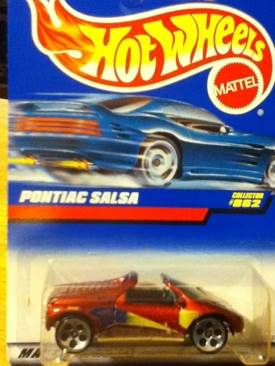 HOT WHEELS
MATTEL
®
PONTIAC SALSA
COLLECTOR
#862